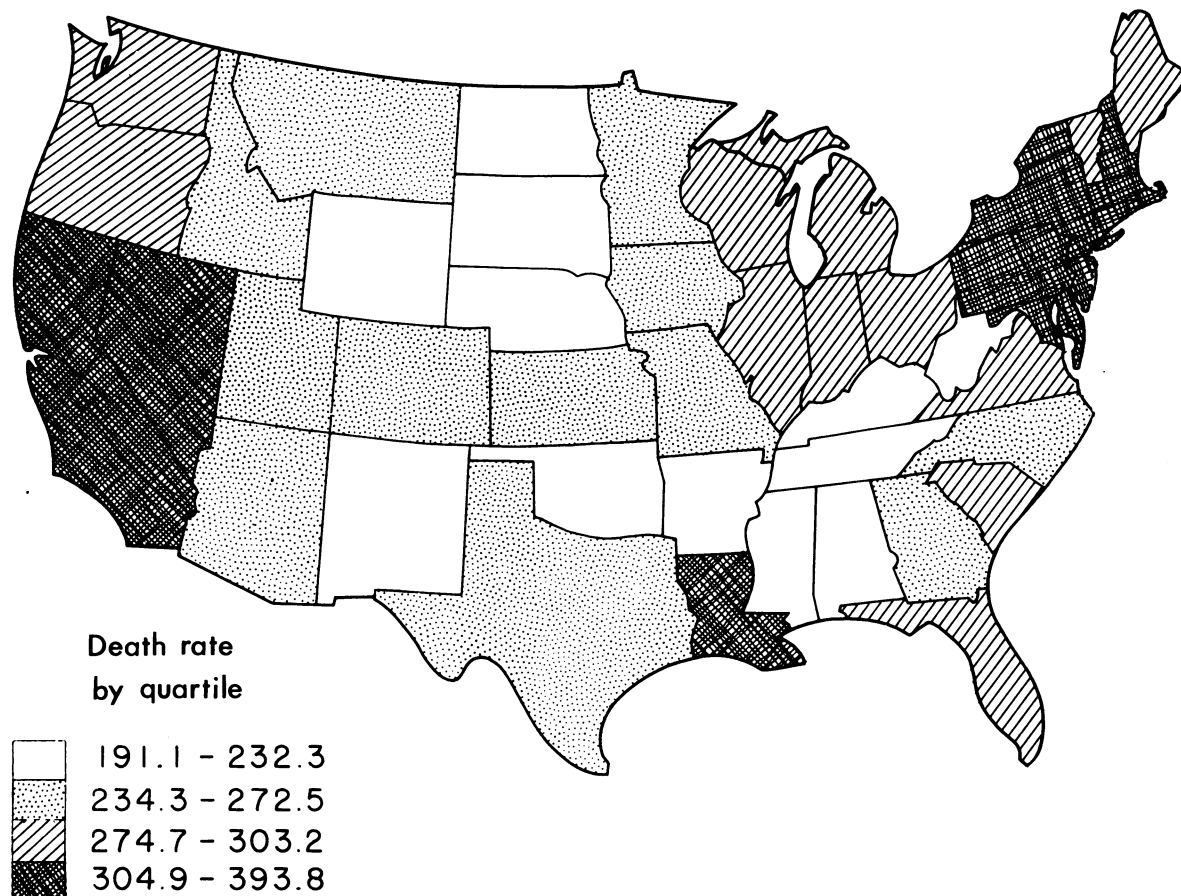 Death rate
by quartile
191.1 – 232.3
234.3 – 272.5
274.7 – 303.2
304.9 – 393.8